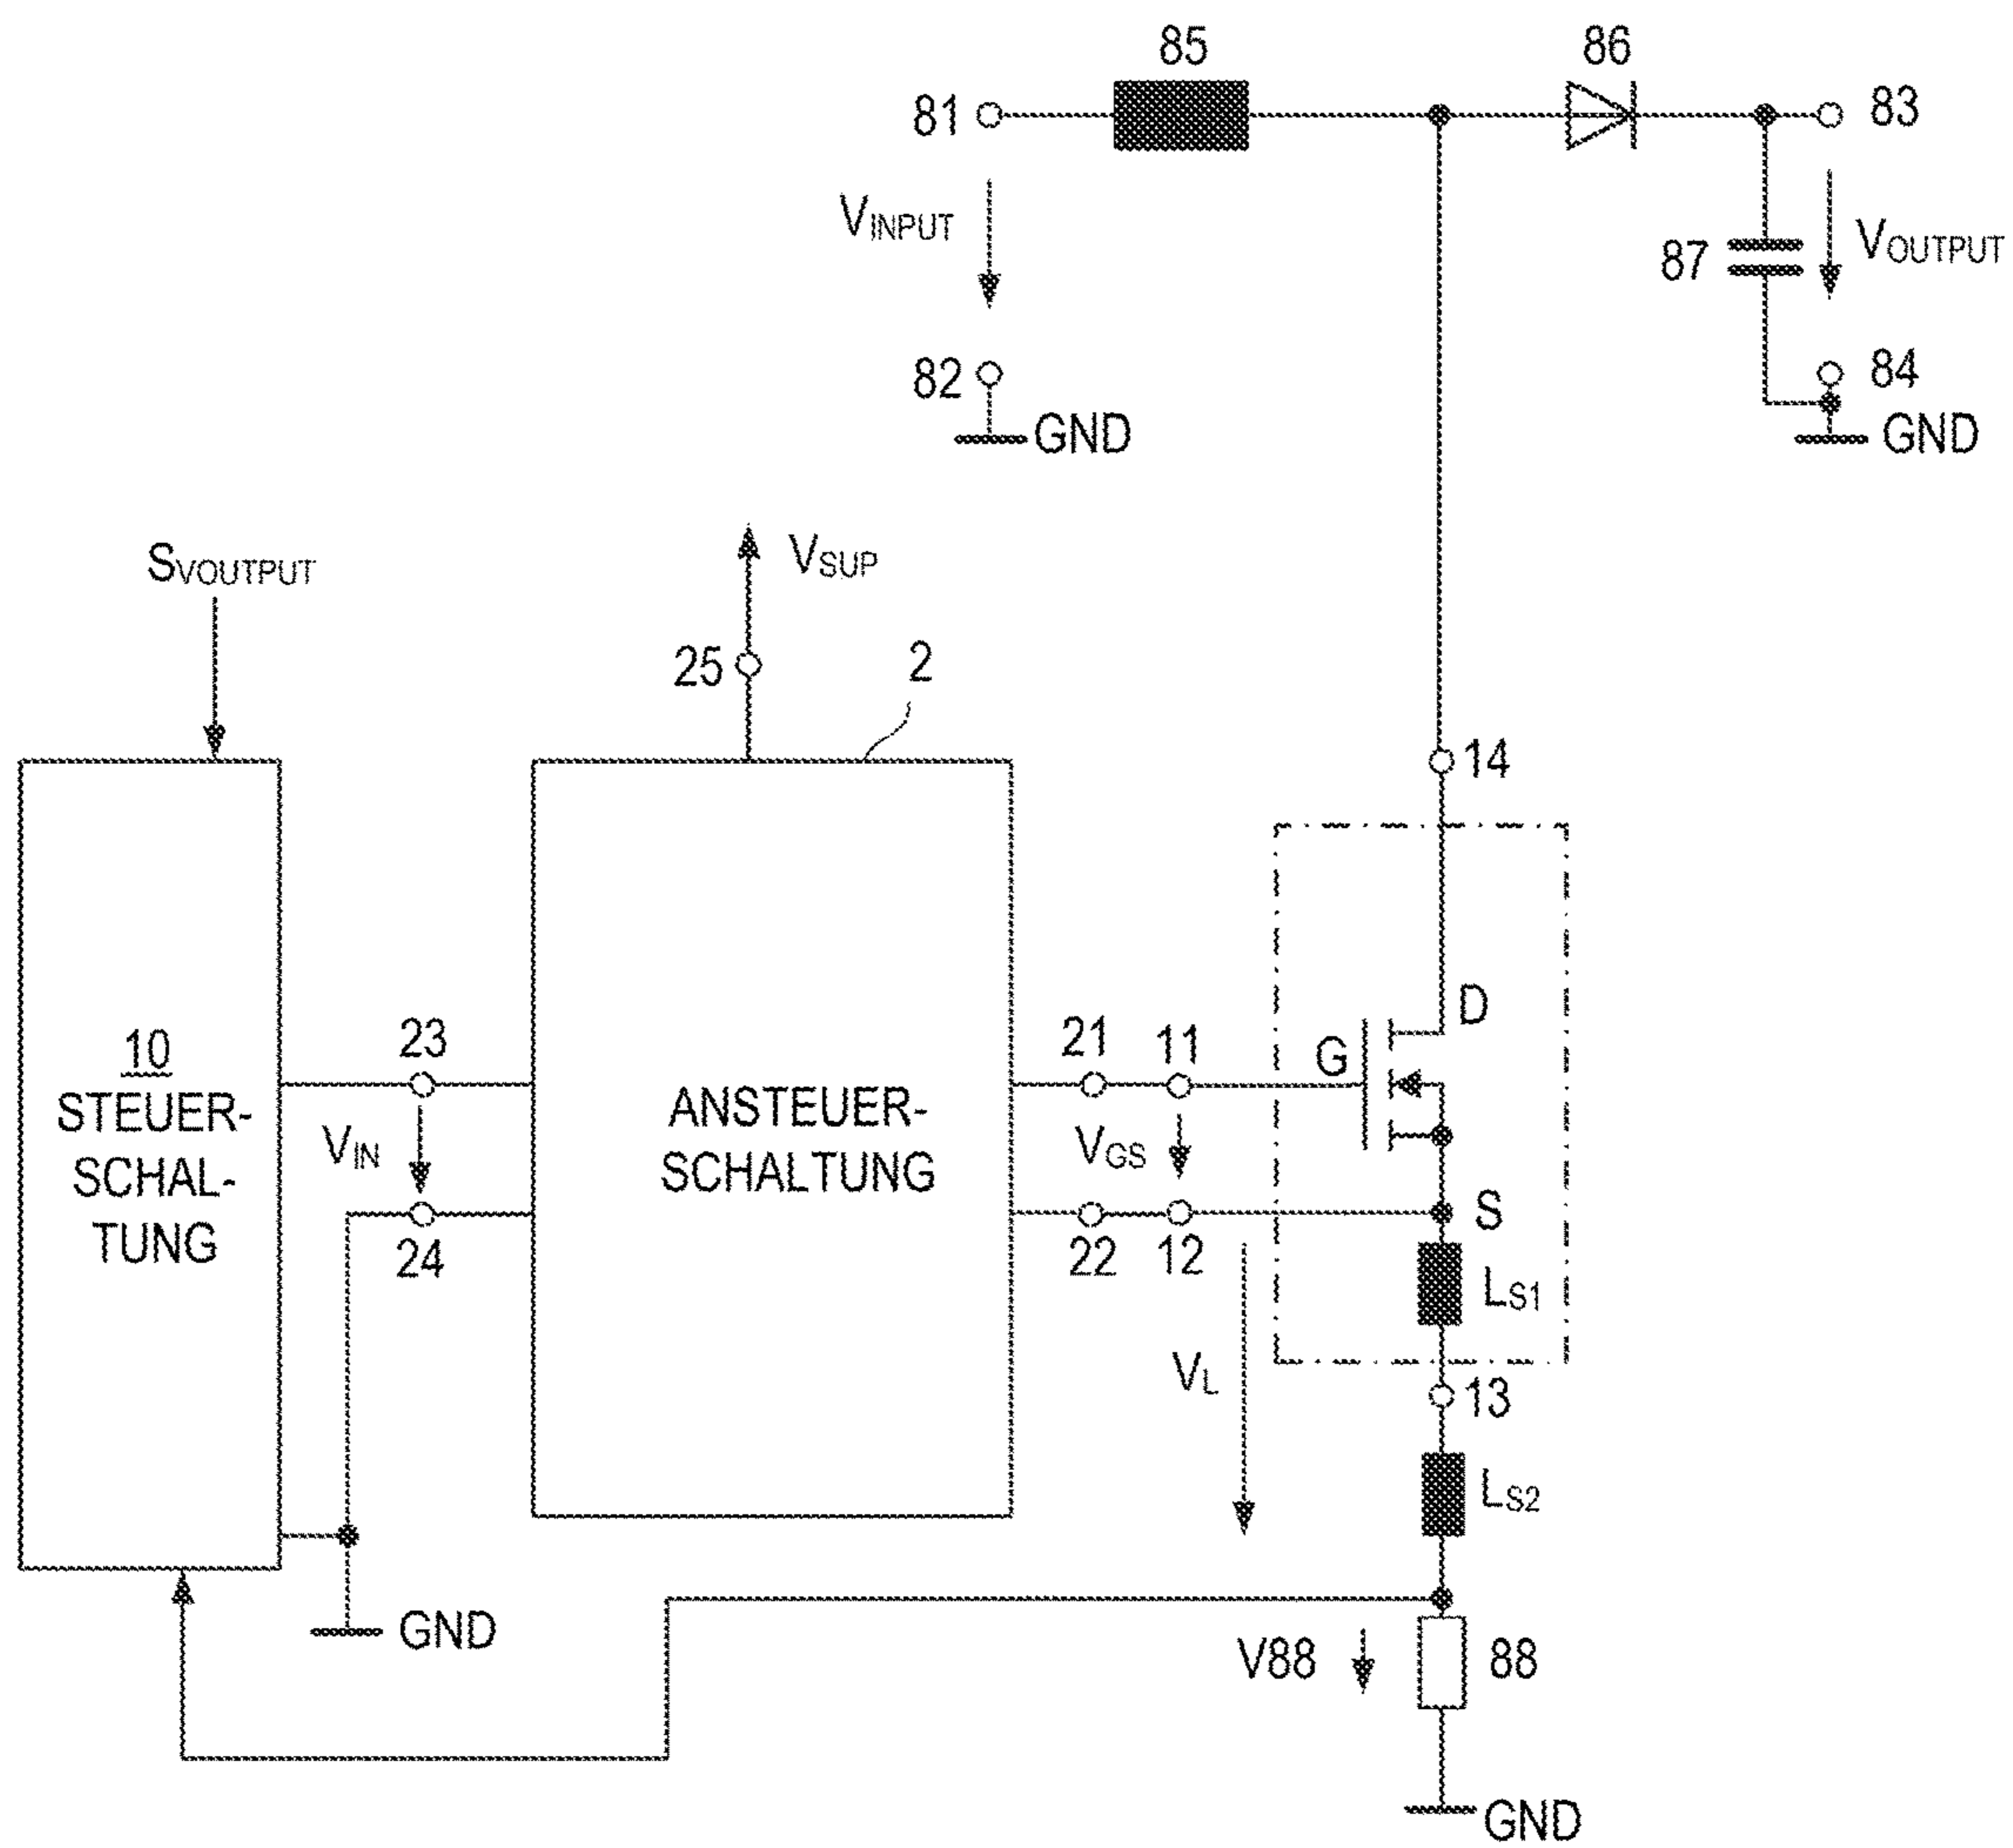 85
86
81
83
VINPUT
87
VOUTPUT
82
84
GND
GND
SVOUTPUT
VSUP
25
2
14
10
STEUER-
SCHAL-
TUNG
23
VIN
24
ANSTEUER-
SCHALTUNG
21
11
G
D
VGS
22
12
S
LS1
VL
13
LS2
GND
V88
88
GND